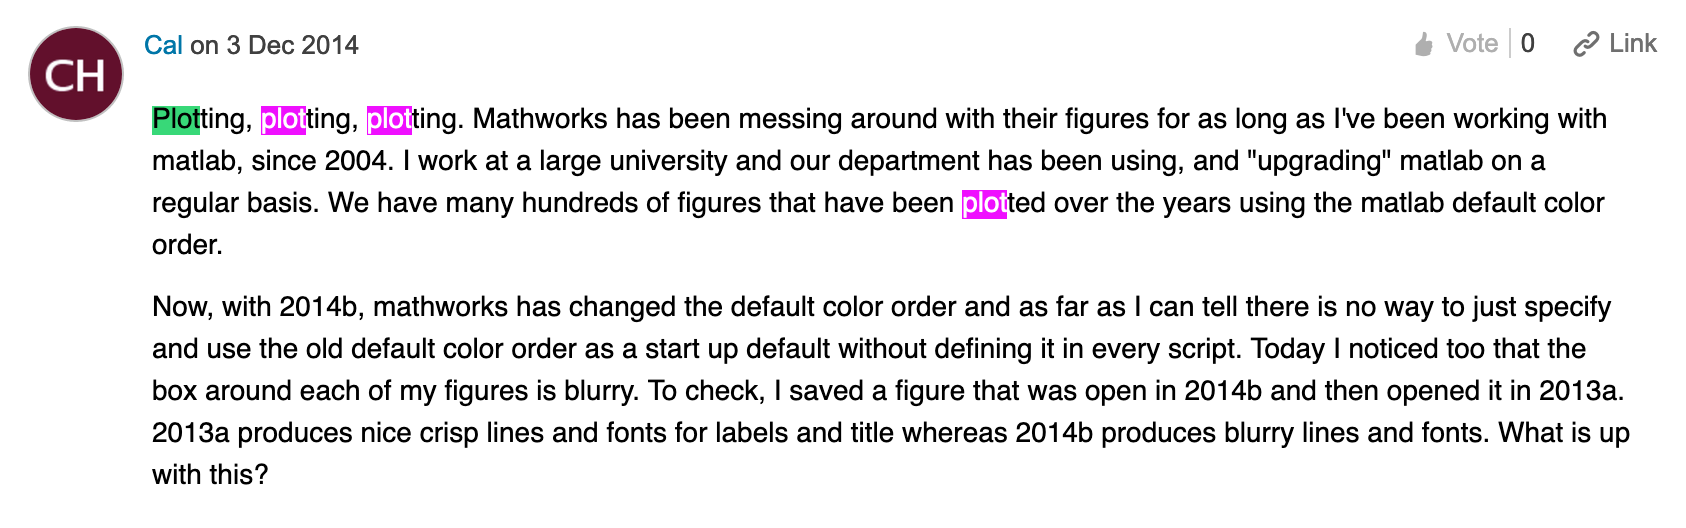 CH
Cal on 3 Dec 2014
Vote 0 Link
Plotting, plotting, plotting. Mathworks has been messing around with their figures for as long as I've been working with
matlab, since 2004. I work at a large university and our department has been using, and "upgrading" matlab on a
regular basis. We have many hundreds of figures that have been plotted over the years using the matlab default color
order.
Now, with 2014b, mathworks has changed the default color order and as far as I can tell there is no way to just specify
and use the old default color order as a start up default without defining it in every script. Today I noticed too that the
box around each of my figures is blurry. To check, I saved a figure that was open in 2014b and then opened it in 2013a.
2013a produces nice crisp lines and fonts for labels and title whereas 2014b produces blurry lines and fonts. What is up
with this?